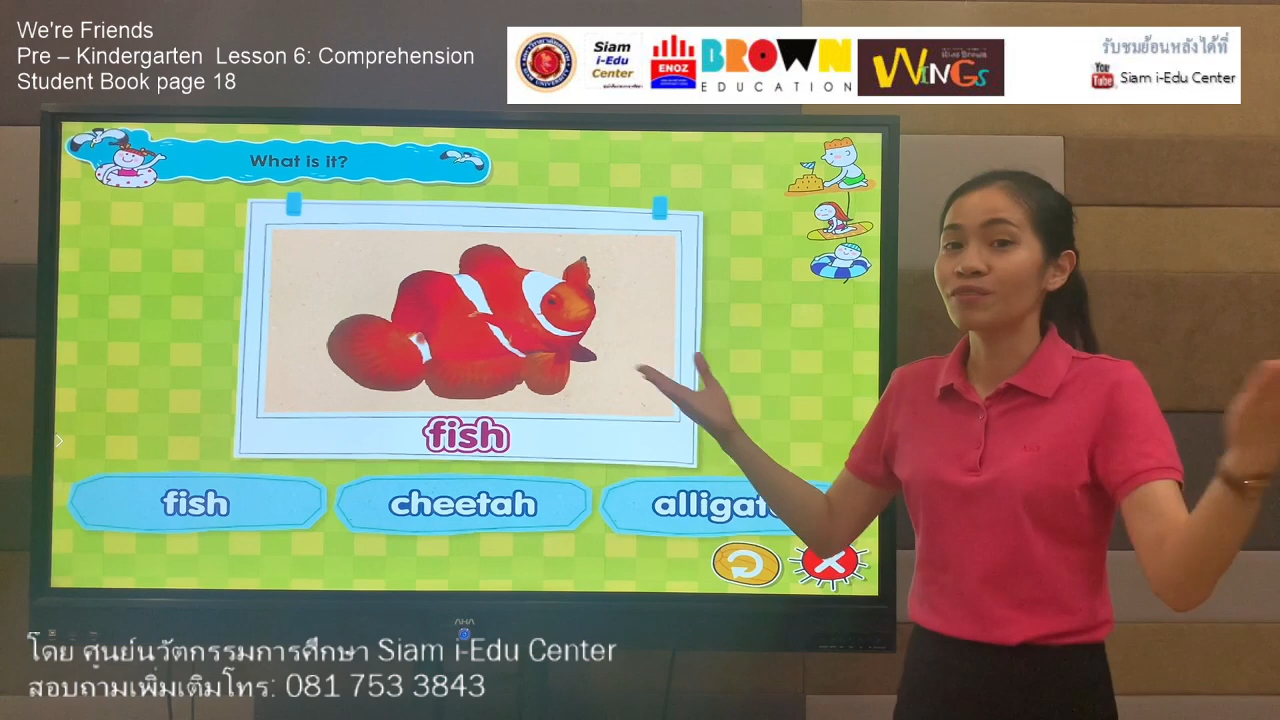 We're Friends
Pre – Kindergarten  Lesson 6: Comprehension
Student Book page 18
Siam
i-Edu
Center
ENOZ
BROWN
EDUCATION
WINGS
รับชมย้อนหลังได้ที่
You
Tube
Siam i-Edu Center
What is it?
fish
fish
cheetah
alligat
โดย ศูนย์นวัตกรรมการศึกษา Siam i-Edu Center
สอบถามเพิ่มเติมโทร: 081 753 3843